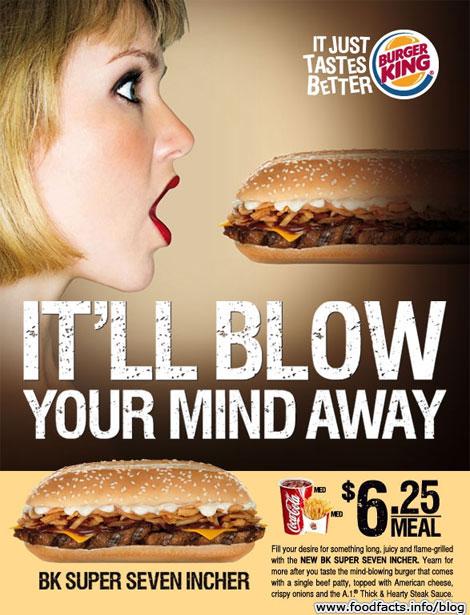 IT JUST
TASTES
BETTER
BURGER
KING
®
IT'LL BLOW
YOUR MIND AWAY
BK SUPER SEVEN INCHER
Coca-Cola
MED
MED
$6.25
MEAL
Fill your desire for something long, juicy and flame-grilled
with the NEW BK SUPER SEVEN INCHER. Yearn for
more after you taste the mind-blowing burger that comes
with a single beef patty, topped with American cheese,
crispy onions and the A.1.® Thick & Hearty Steak Sauce.
www.foodfacts.info/blog